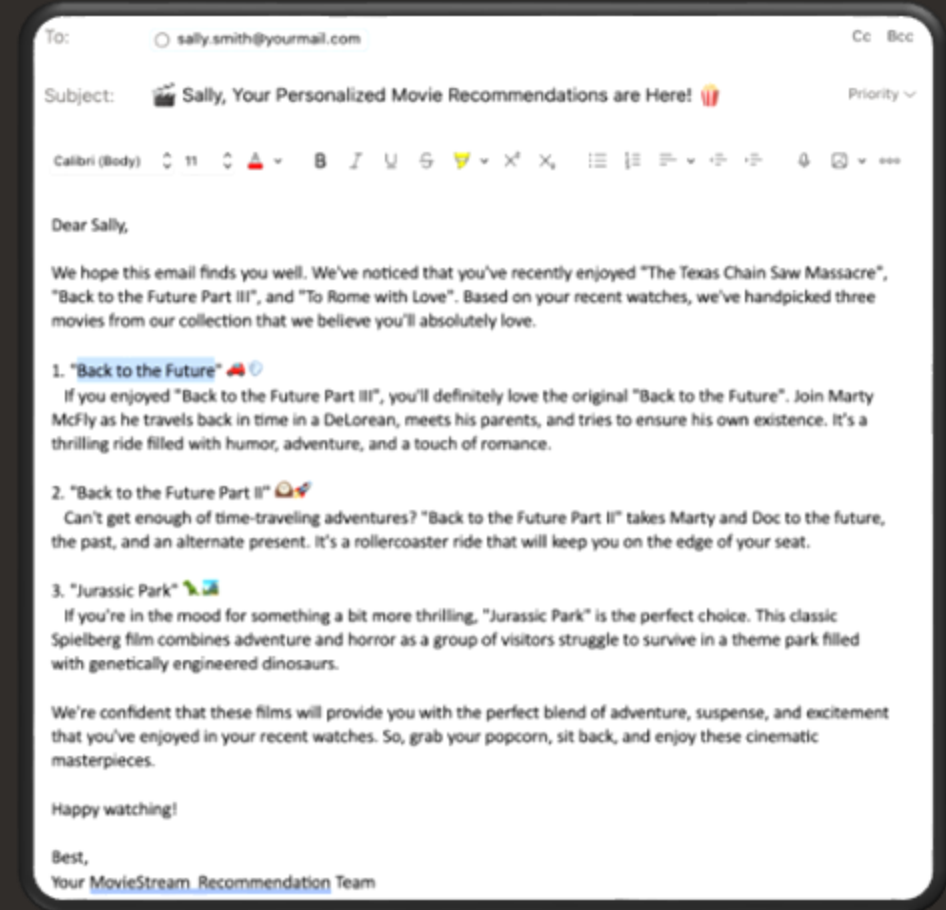 To: sally.smith@yourmail.com Cc Bcc
Subject: 🎬 Sally, Your Personalized Movie Recommendations are Here! 🍿 Priority
Calibri (Body) 11 A B I U S X² X₂
Dear Sally,
We hope this email finds you well. We've noticed that you've recently enjoyed "The Texas Chain Saw Massacre",
"Back to the Future Part III", and "To Rome with Love". Based on your recent watches, we've handpicked three
movies from our collection that we believe you'll absolutely love.
1. "Back to the Future" 🚗💨
If you enjoyed "Back to the Future Part III", you'll definitely love the original "Back to the Future". Join Marty
McFly as he travels back in time in a DeLorean, meets his parents, and tries to ensure his own existence. It's a
thrilling ride filled with humor, adventure, and a touch of romance.
2. "Back to the Future Part II" 🕰️🚀
Can't get enough of time-traveling adventures? "Back to the Future Part II" takes Marty and Doc to the future,
the past, and an alternate present. It's a rollercoaster ride that will keep you on the edge of your seat.
3. "Jurassic Park" 🦖🏞️
If you're in the mood for something a bit more thrilling, "Jurassic Park" is the perfect choice. This classic
Spielberg film combines adventure and horror as a group of visitors struggle to survive in a theme park filled
with genetically engineered dinosaurs.
We're confident that these films will provide you with the perfect blend of adventure, suspense, and excitement
that you've enjoyed in your recent watches. So, grab your popcorn, sit back, and enjoy these cinematic
masterpieces.
Happy watching!
Best,
Your MovieStream Recommendation Team